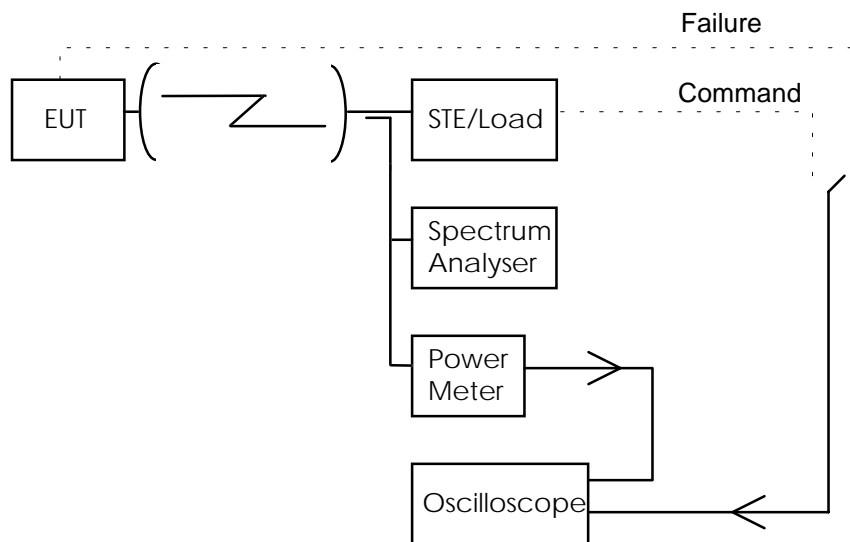 Failure
Command
EUT
STE/Load
Spectrum
Analyser
Power
Meter
Oscilloscope